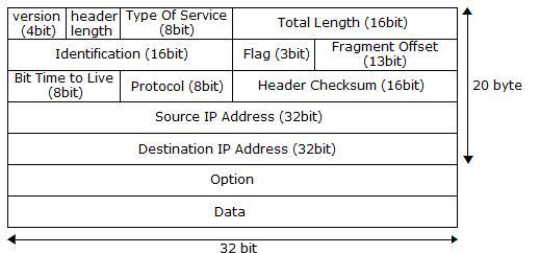 version header Type Of Service Total Length (16bit)
(4bit) length (8bit)
Identification (16bit) Flag (3bit) Fragment Offset
(13bit)
Bit Time to Live Protocol (8bit) Header Checksum (16bit) 20 byte
(8bit)
Source IP Address (32bit)
Destination IP Address (32bit)
Option
Data
32 bit